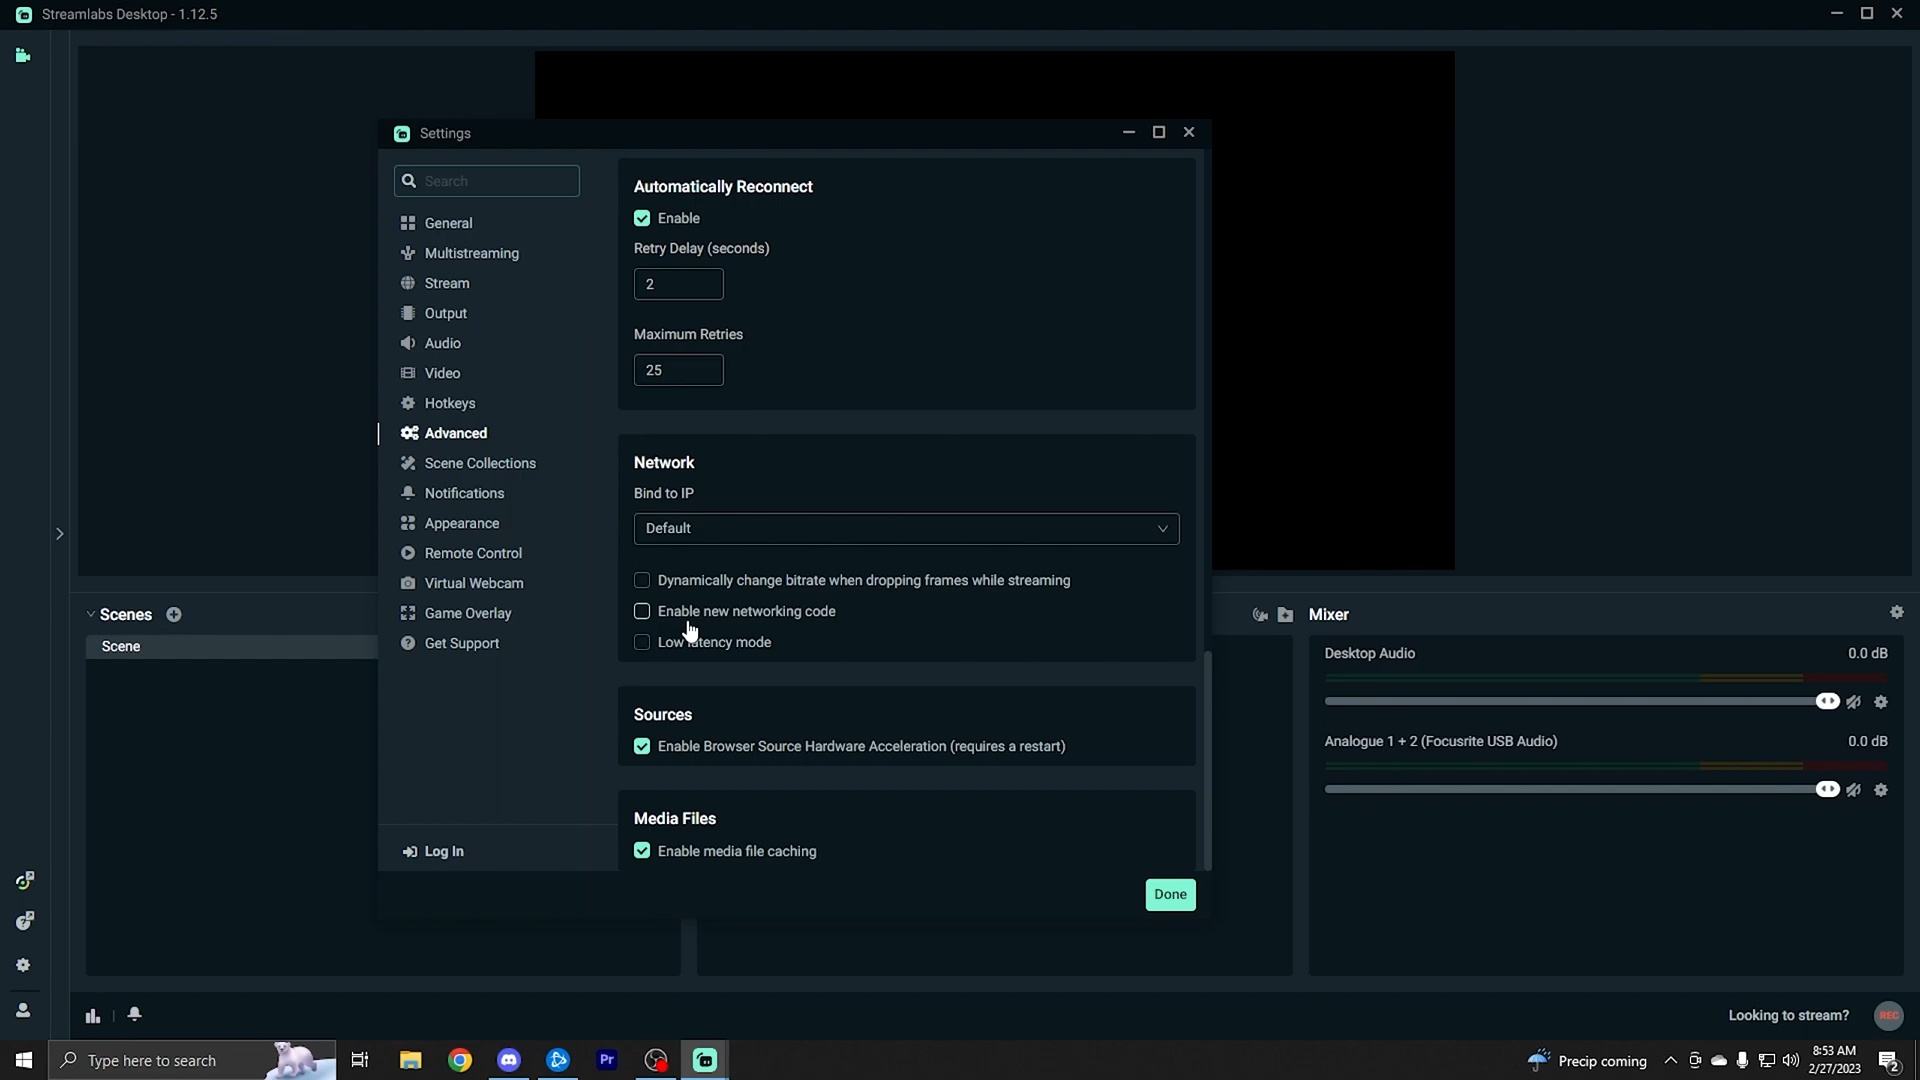 Streamlabs Desktop - 1.12.5
Settings
Search
General
Multistreaming
Stream
Output
Audio
Video
Hotkeys
Advanced
Scene Collections
Notifications
Appearance
Remote Control
Virtual Webcam
Game Overlay
Get Support
Log In
Automatically Reconnect
Enable
Retry Delay (seconds)
2
Maximum Retries
25
Network
Bind to IP
Default
Dynamically change bitrate when dropping frames while streaming
Enable new networking code
Low latency mode
Sources
Enable Browser Source Hardware Acceleration (requires a restart)
Media Files
Enable media file caching
Done
Scenes
Scene
Mixer
Desktop Audio 0.0 dB
Analogue 1 + 2 (Focusrite USB Audio) 0.0 dB
Looking to stream?
REC
Type here to search
Pr
Precip coming
8:53 AM
2/27/2023
2